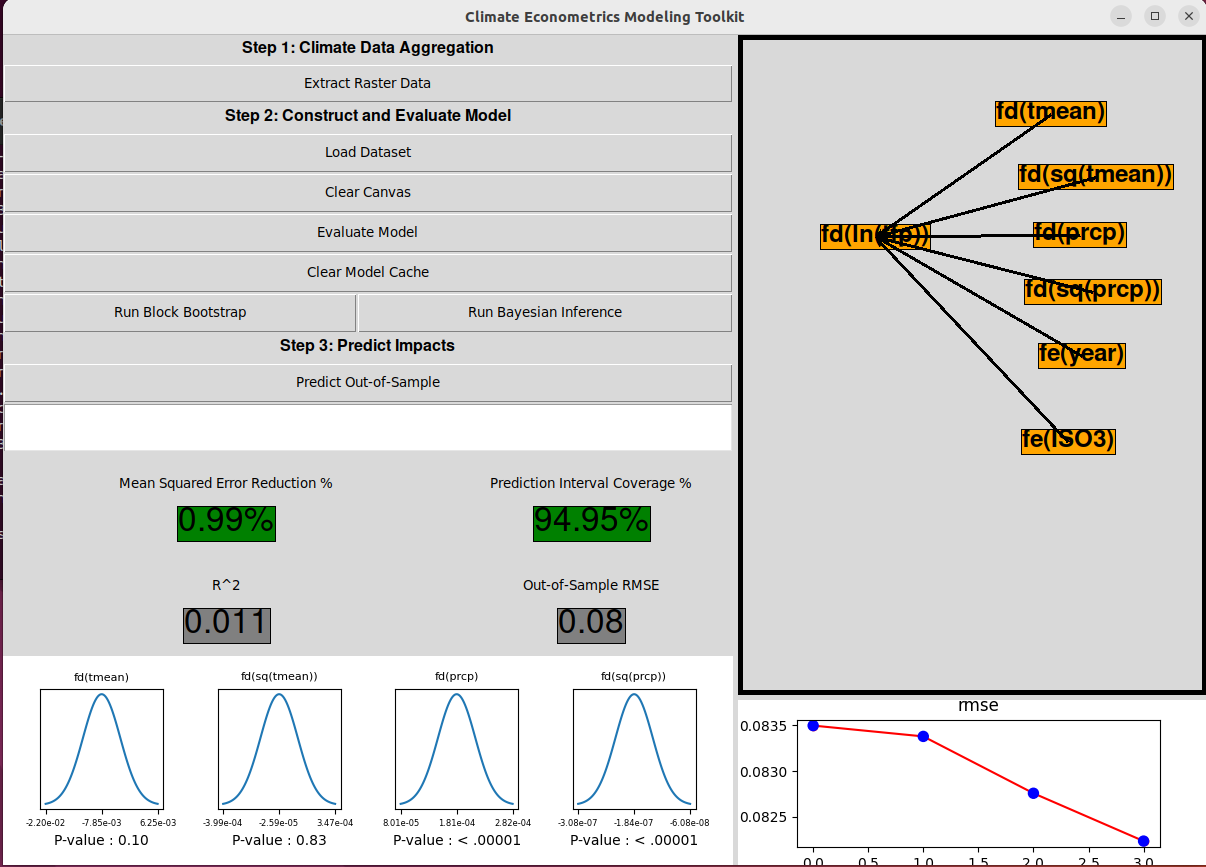 Climate Econometrics Modeling Toolkit
Step 1: Climate Data Aggregation
Extract Raster Data
Step 2: Construct and Evaluate Model
Load Dataset
Clear Canvas
Evaluate Model
Clear Model Cache
Run Block Bootstrap Run Bayesian Inference
Step 3: Predict Impacts
Predict Out-of-Sample
Mean Squared Error Reduction % Prediction Interval Coverage %
0.99% 94.95%
R^2 Out-of-Sample RMSE
0.011 0.08
fd(tmean) fd(sq(tmean)) fd(prcp) fd(sq(prcp))
-2.20e-02 -7.85e-03 6.25e-03 -3.99e-04 -2.59e-05 3.47e-04 8.01e-05 1.81e-04 2.82e-04 -3.08e-07 -1.84e-07 -6.08e-08
P-value : 0.10 P-value : 0.83 P-value : < .00001 P-value : < .00001
fd(tmean)
fd(sq(tmean))
fd(prcp)
fd(sq(prcp))
fe(year)
fe(ISO3)
rmse
0.0835
0.0830
0.0825
0.0 0.5 1.0 1.5 2.0 2.5 3.0